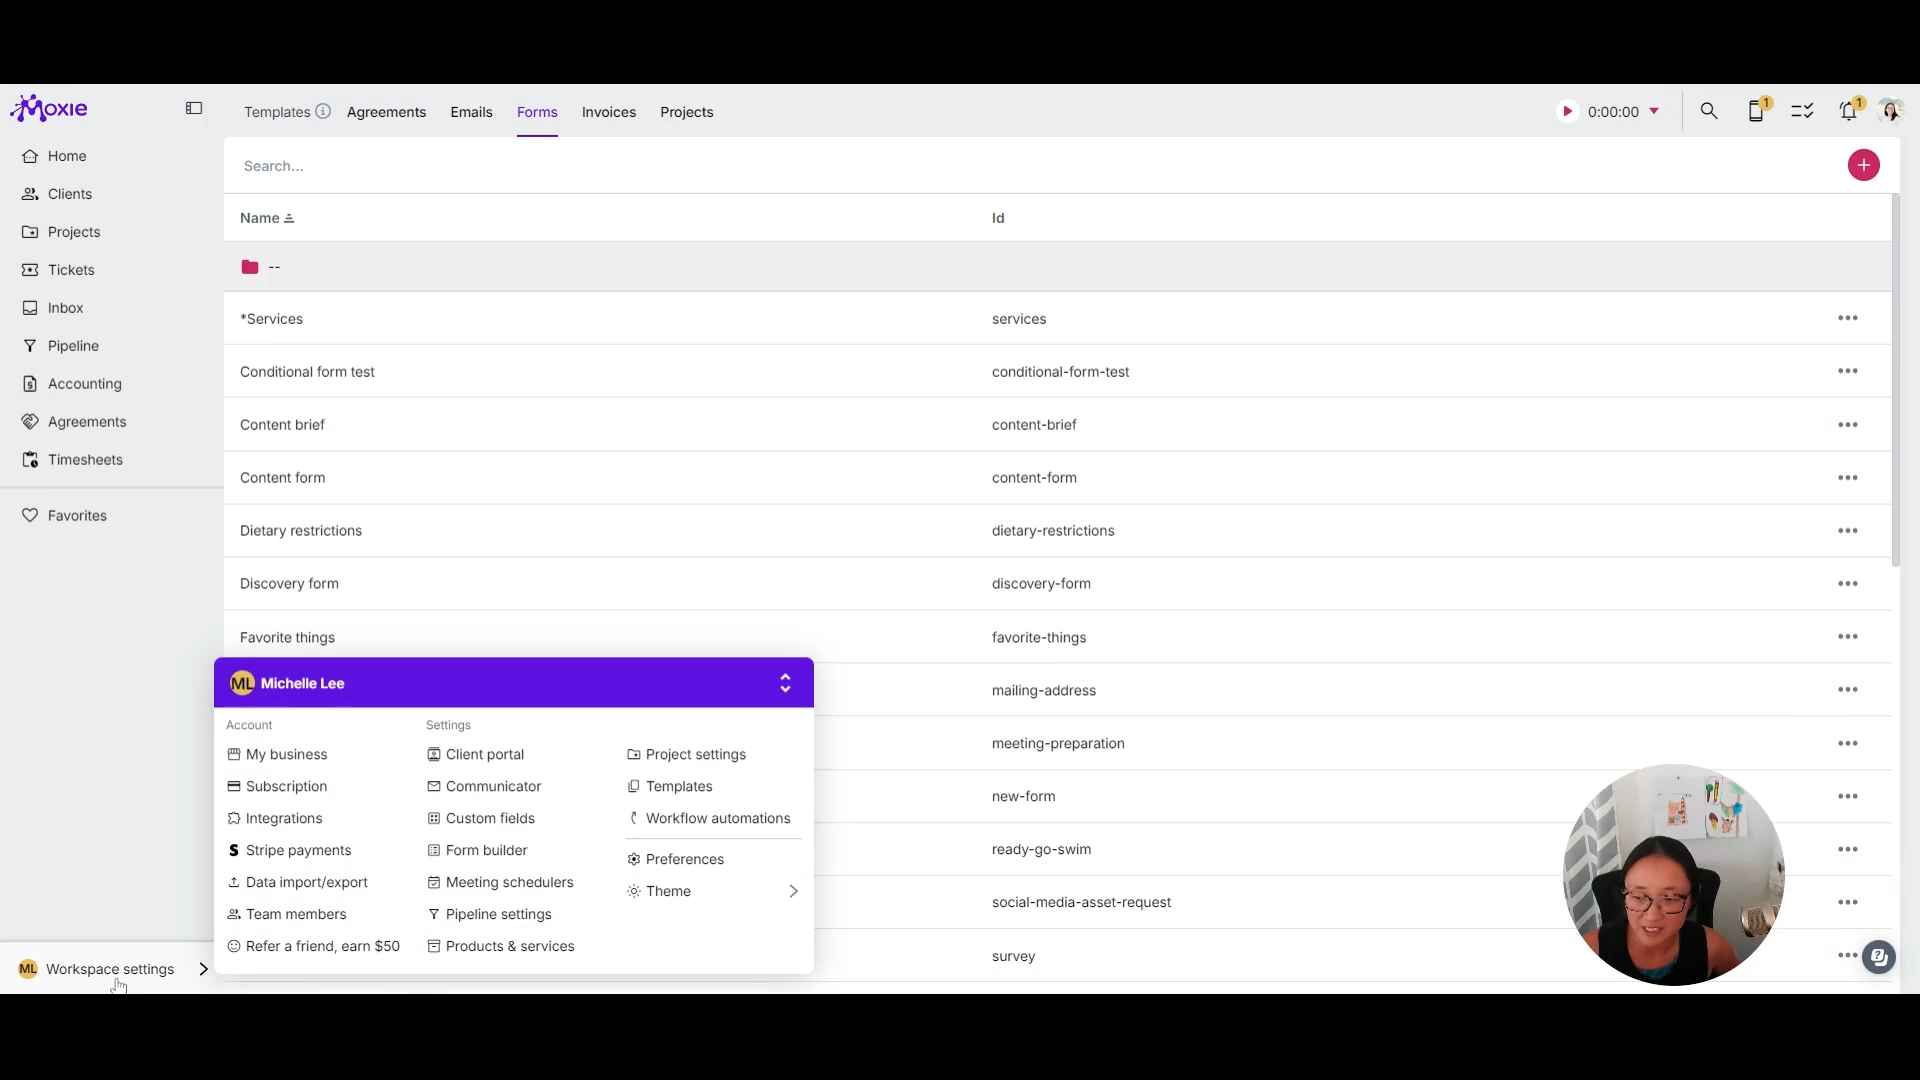 Moxie
Templates Agreements Emails Forms Invoices Projects
0:00:00
1
1
Home
Clients
Projects
Tickets
Inbox
Pipeline
Accounting
Agreements
Timesheets
Favorites
Search...
Name Id
--
*Services services
Conditional form test conditional-form-test
Content brief content-brief
Content form content-form
Dietary restrictions dietary-restrictions
Discovery form discovery-form
Favorite things favorite-things
mailing-address
meeting-preparation
new-form
ready-go-swim
social-media-asset-request
survey
ML Michelle Lee
Account
My business
Subscription
Integrations
Stripe payments
Data import/export
Team members
Refer a friend, earn $50
Settings
Client portal
Communicator
Custom fields
Form builder
Meeting schedulers
Pipeline settings
Products & services
Project settings
Templates
Workflow automations
Preferences
Theme
ML Workspace settings